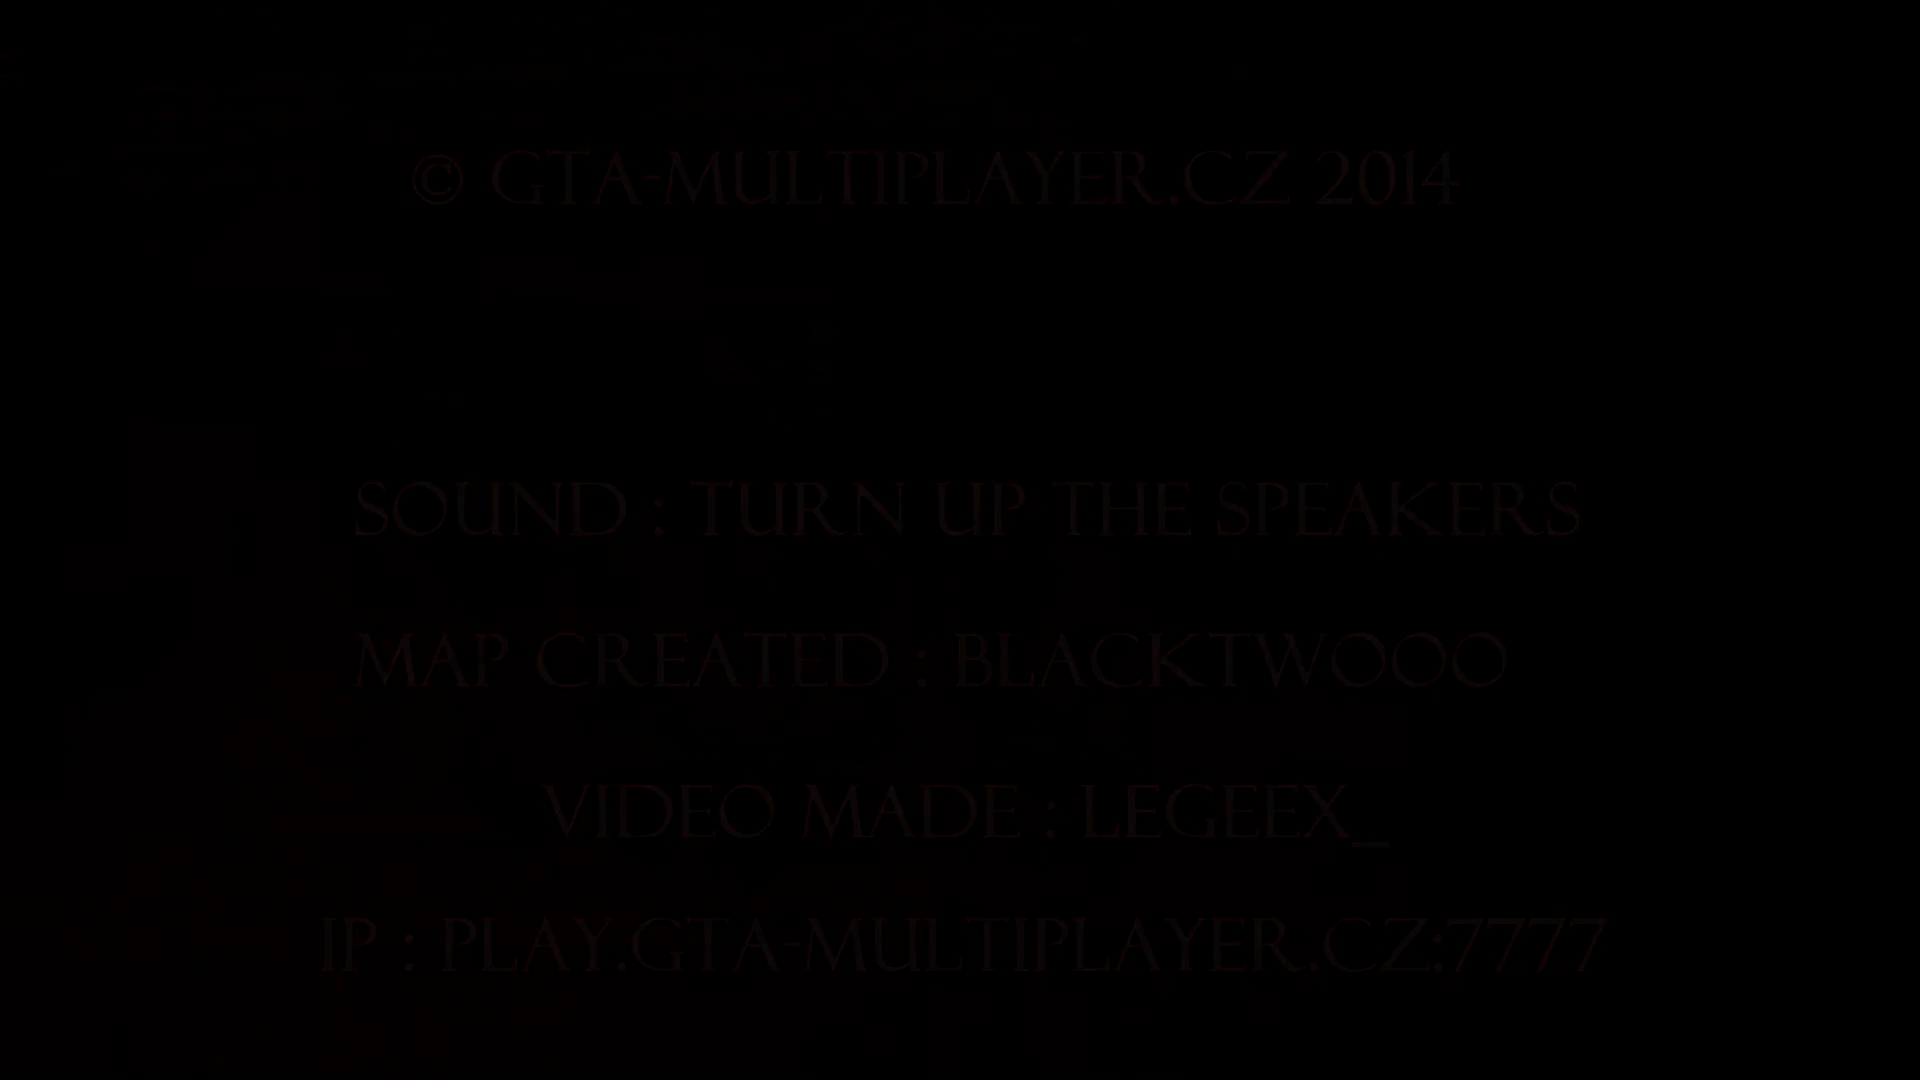 © GTA-MULTIPLAYER.CZ 2014
SOUND : TURN UP THE SPEAKERS
MAP CREATED : BLACKTWOOO
VIDEO MADE : LEGEEX_
IP : PLAY.GTA-MULTIPLAYER.CZ:7777